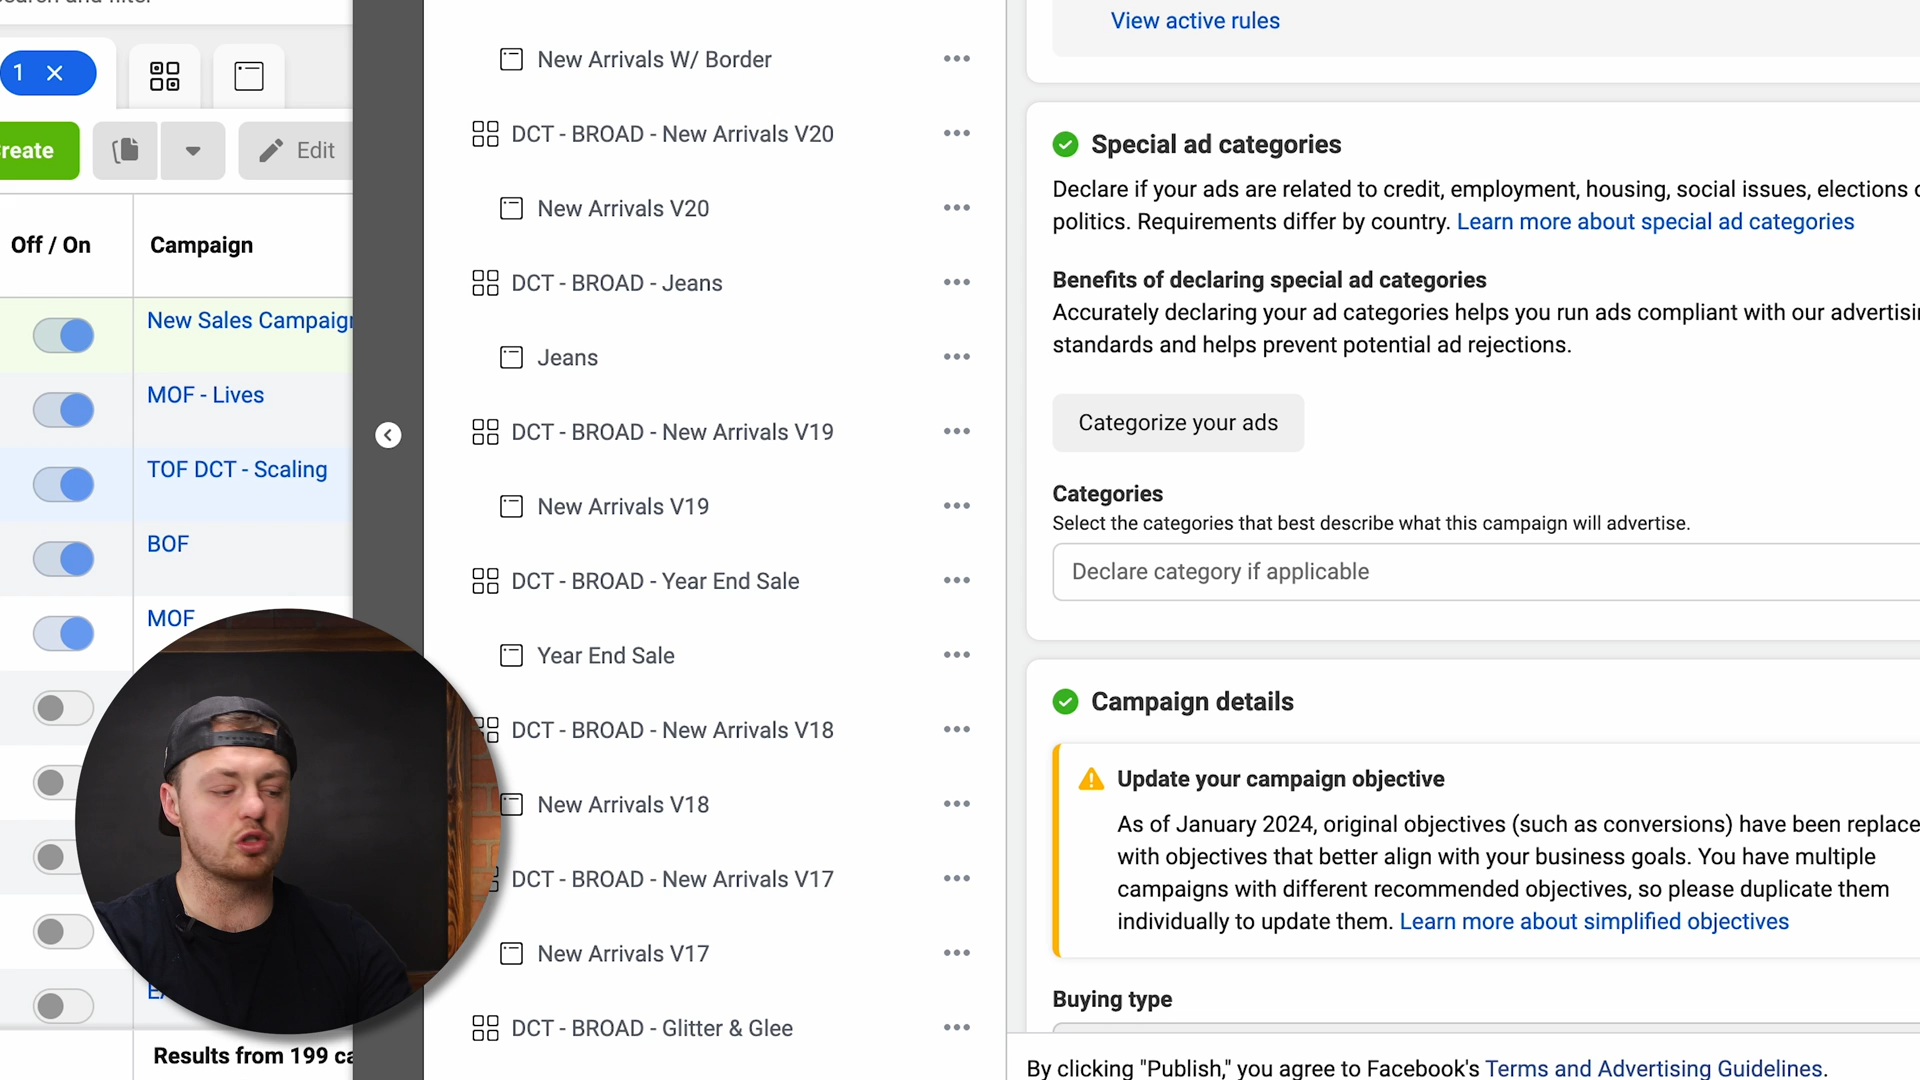 1
Create
Edit
Off / On
Campaign
New Sales Campaign
MOF - Lives
TOF DCT - Scaling
BOF
MOF
Results from 199 ca
New Arrivals W/ Border
DCT - BROAD - New Arrivals V20
New Arrivals V20
DCT - BROAD - Jeans
Jeans
DCT - BROAD - New Arrivals V19
New Arrivals V19
DCT - BROAD - Year End Sale
Year End Sale
DCT - BROAD - New Arrivals V18
New Arrivals V18
DCT - BROAD - New Arrivals V17
New Arrivals V17
DCT - BROAD - Glitter & Glee
View active rules
Special ad categories
Declare if your ads are related to credit, employment, housing, social issues, elections o
politics. Requirements differ by country. Learn more about special ad categories
Benefits of declaring special ad categories
Accurately declaring your ad categories helps you run ads compliant with our advertisin
standards and helps prevent potential ad rejections.
Categorize your ads
Categories
Select the categories that best describe what this campaign will advertise.
Declare category if applicable
Campaign details
Update your campaign objective
As of January 2024, original objectives (such as conversions) have been replace
with objectives that better align with your business goals. You have multiple
campaigns with different recommended objectives, so please duplicate them
individually to update them. Learn more about simplified objectives
Buying type
By clicking "Publish," you agree to Facebook's Terms and Advertising Guidelines.